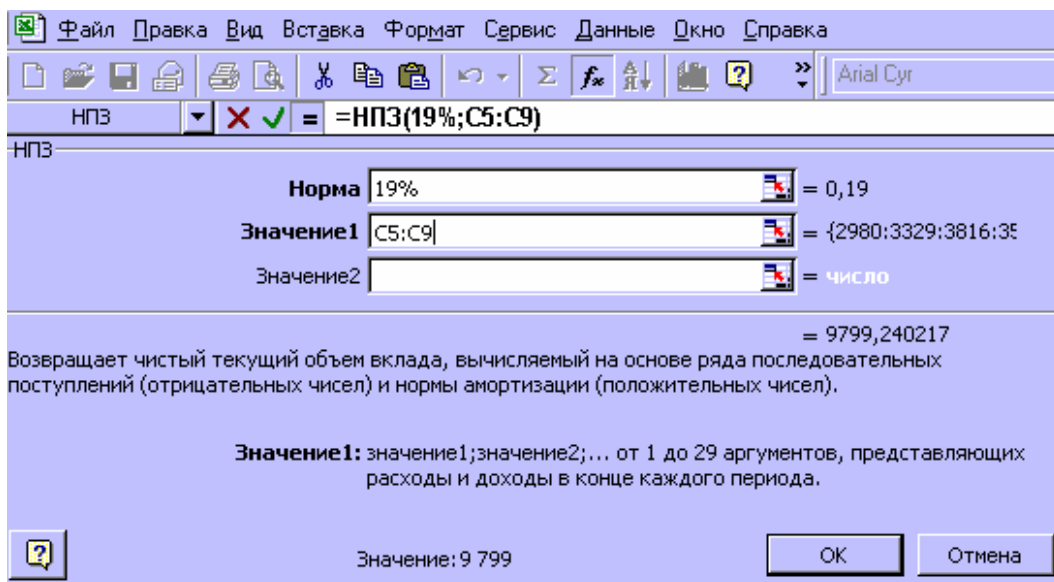 Файл Правка Вид Вставка Формат Сервис Данные Окно Справка
Arial Cyr
НПЗ = =НПЗ(19%;C5:C9)
НПЗ
Норма 19% = 0,19
Значение1 C5:C9 = {2980:3329:3816:35
Значение2 = число
= 9799,240217
Возвращает чистый текущий объем вклада, вычисляемый на основе ряда последовательных
поступлений (отрицательных чисел) и нормы амортизации (положительных чисел).
Значение1: значение1;значение2;... от 1 до 29 аргументов, представляющих
расходы и доходы в конце каждого периода.
Значение:9 799
OK
Отмена